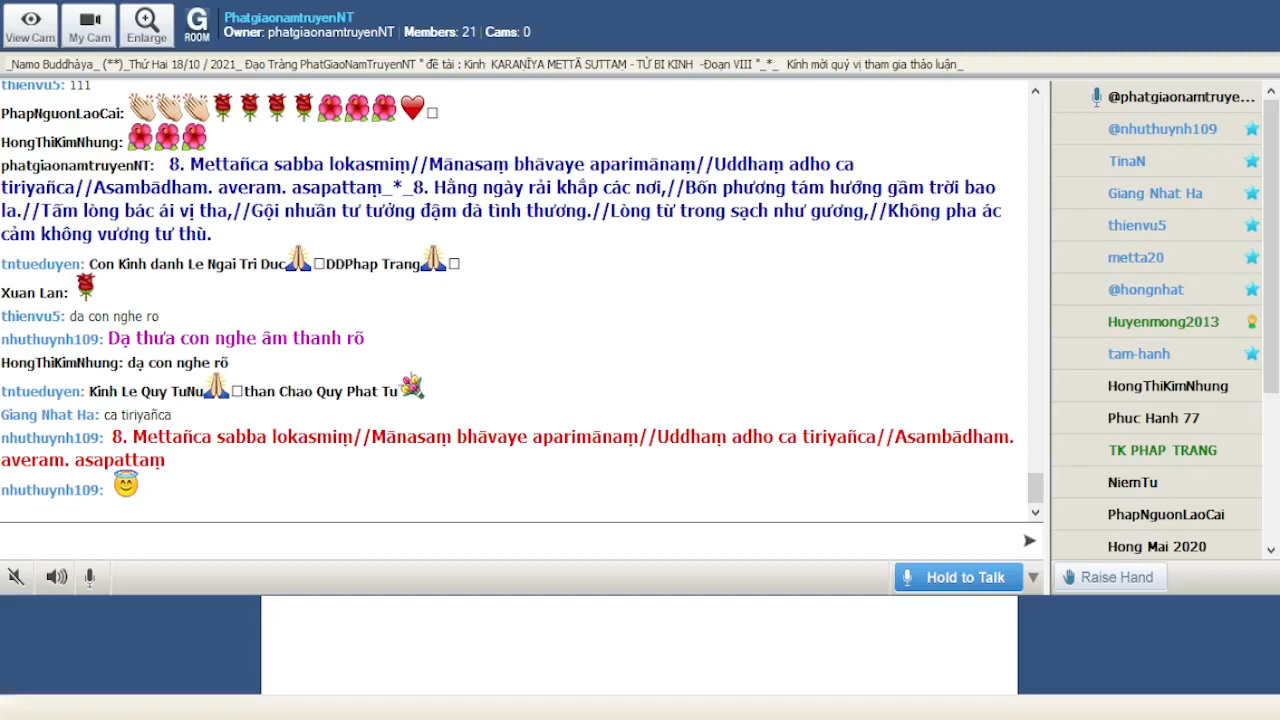 View Cam
My Cam
Enlarge
G
ROOM
PhatgiaonamtruyenNT
Owner: phatgiaonamtruyenNT | Members: 21 | Cams: 0
_Namo Buddhàya_ (**)_Thứ Hai 18/10 / 2021_ Đạo Tràng PhatGiaoNamTruyenNT " đề tài : Kinh KARAṆĪYA METTĀ SUTTAM - TỪ BI KINH -Đoạn VIII "_*_ Kính mời quý vị tham gia thảo luận_
thienvu5: 111
PhapNguonLaoCai:
HongThiKimNhung:
phatgiaonamtruyenNT: 8. Mettañca sabba lokasmiṃ//Mānasaṃ bhāvaye aparimānaṃ//Uddhaṃ adho ca
tiriyañca//Asambādham. averam. asapattaṃ_*_8. Hằng ngày rải khắp các nơi,//Bốn phương tám hướng gầm trời bao
la.//Tấm lòng bác ái vị tha,//Gội nhuần tư tưởng đậm đà tình thương.//Lòng từ trong sạch như gương,//Không pha ác
cảm không vương tư thù.
tntueduyen: Con Kinh danh Le Ngai Tri Duc DDPhap Trang
Xuan Lan:
thienvu5: da con nghe ro
nhuthuynh109: Dạ thưa con nghe âm thanh rõ
HongThiKimNhung: dạ con nghe rõ
tntueduyen: Kinh Le Quy TuNu than Chao Quy Phat Tu
Giang Nhat Ha: ca tiriyañca
nhuthuynh109: 8. Mettañca sabba lokasmiṃ//Mānasaṃ bhāvaye aparimānaṃ//Uddhaṃ adho ca tiriyañca//Asambādham.
averam. asapattaṃ
nhuthuynh109:
Hold to Talk
@phatgiaonamtruye...
@nhuthuynh109
TinaN
Giang Nhat Ha
thienvu5
metta20
@hongnhat
Huyenmong2013
tam-hanh
HongThiKimNhung
Phuc Hanh 77
TK PHAP TRANG
NiemTu
PhapNguonLaoCai
Hong Mai 2020
Raise Hand